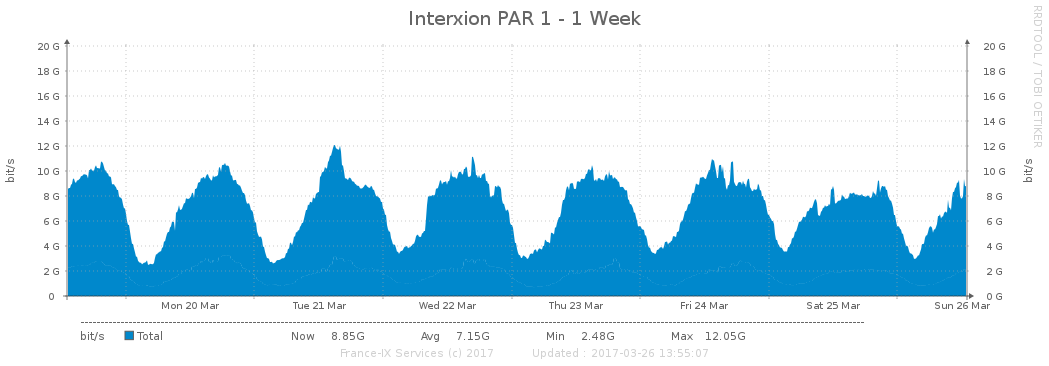 Interxion PAR 1 - 1 Week
RRDTOOL / TOBI OETIKER
bit/s
20 G 20 G
18 G 18 G
16 G 16 G
14 G 14 G
12 G 12 G
10 G 10 G
8 G 8 G
6 G 6 G
4 G 4 G
2 G 2 G
0 0 G
bit/s
Mon 20 Mar Tue 21 Mar Wed 22 Mar Thu 23 Mar Fri 24 Mar Sat 25 Mar Sun 26 Mar
bit/s Total Now 8.85G Avg 7.15G Min 2.48G Max 12.05G
France-IX Services (c) 2017 Updated : 2017-03-26 13:55:07